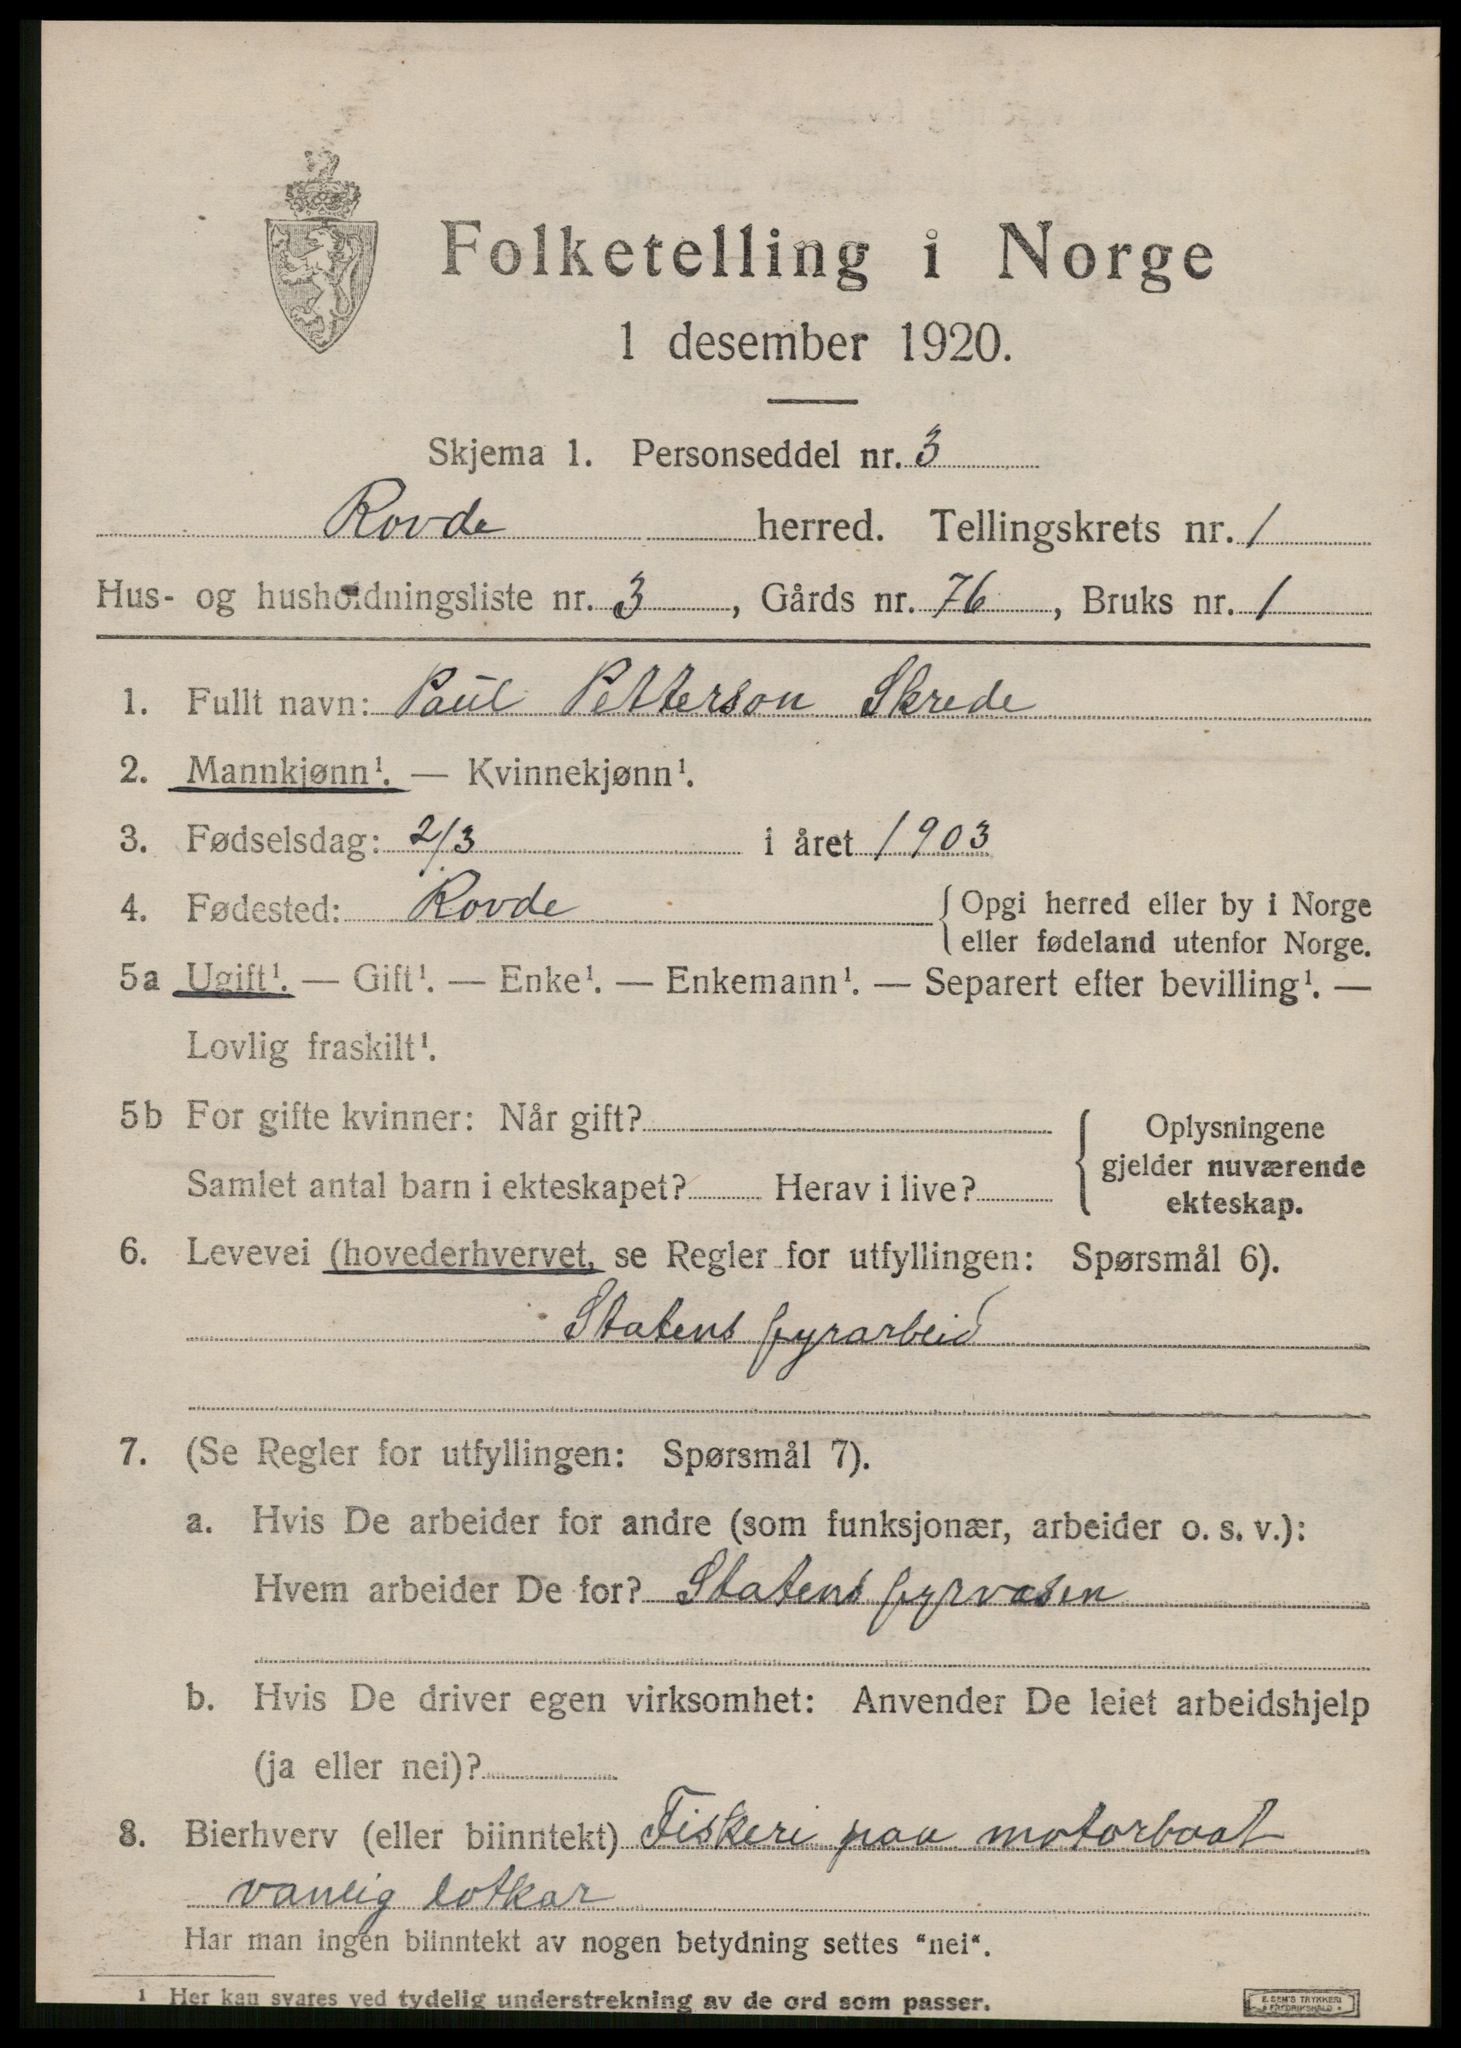 Folketelling i Norge
1 desember 1920.
Skjema 1. Personseddel nr. 3
Rovde herred. Tellingskrets nr. 1
Hus- og husholdningsliste nr. 3, Gårds nr. 76, Bruks nr. 1
1. Fullt navn: Paul Petterson Skrede
2. Mannkjønn¹. — Kvinnekjønn¹.
3. Fødselsdag: 2/3 i året 1903
4. Fødested: Rovde { Opgi herred eller by i Norge
eller fødeland utenfor Norge.
5a Ugift¹. — Gift¹. — Enke¹. — Enkemann¹. — Separert efter bevilling¹. —
Lovlig fraskilt¹.
5b For gifte kvinner: Når gift? { Oplysningene
gjelder nuværende
Samlet antal barn i ekteskapet? Herav i live?
ekteskap.
6. Levevei (hovederhvervet, se Regler for utfyllingen: Spørsmål 6).
Statens fyrarbeid
7. (Se Regler for utfyllingen: Spørsmål 7).
a. Hvis De arbeider for andre (som funksjonær, arbeider o. s. v.):
Hvem arbeider De for? Statens fyrvesen
b. Hvis De driver egen virksomhet: Anvender De leiet arbeidshjelp
(ja eller nei)?
8. Bierhverv (eller biinntekt) Fiskeri paa motorbaat
vanlig lotkar
Har man ingen biinntekt av nogen betydning settes "nei".
1 Her kan svares ved tydelig understrekning av de ord som passer.
E. SEM'S TRYKKERI
FREDRIKSHALD